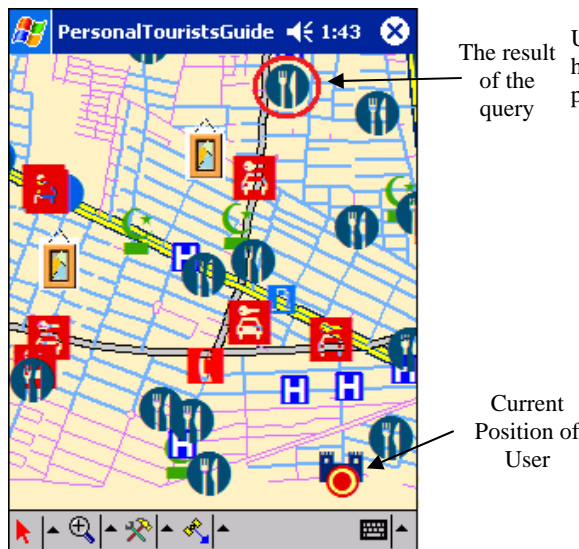 PersonalTouristsGuide 1:43
The result
of the
query
U
h
p
H
H
H
H
H
H
Current
Position of
User